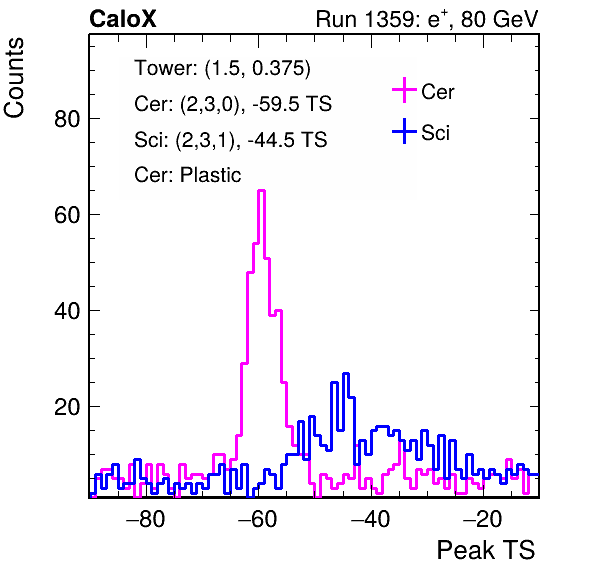 CaloX Run 1359: e⁺, 80 GeV
Counts
Tower: (1.5, 0.375)
Cer: (2,3,0), -59.5 TS
Sci: (2,3,1), -44.5 TS
Cer: Plastic
Cer
Sci
80
60
40
20
−80 −60 −40 −20
Peak TS